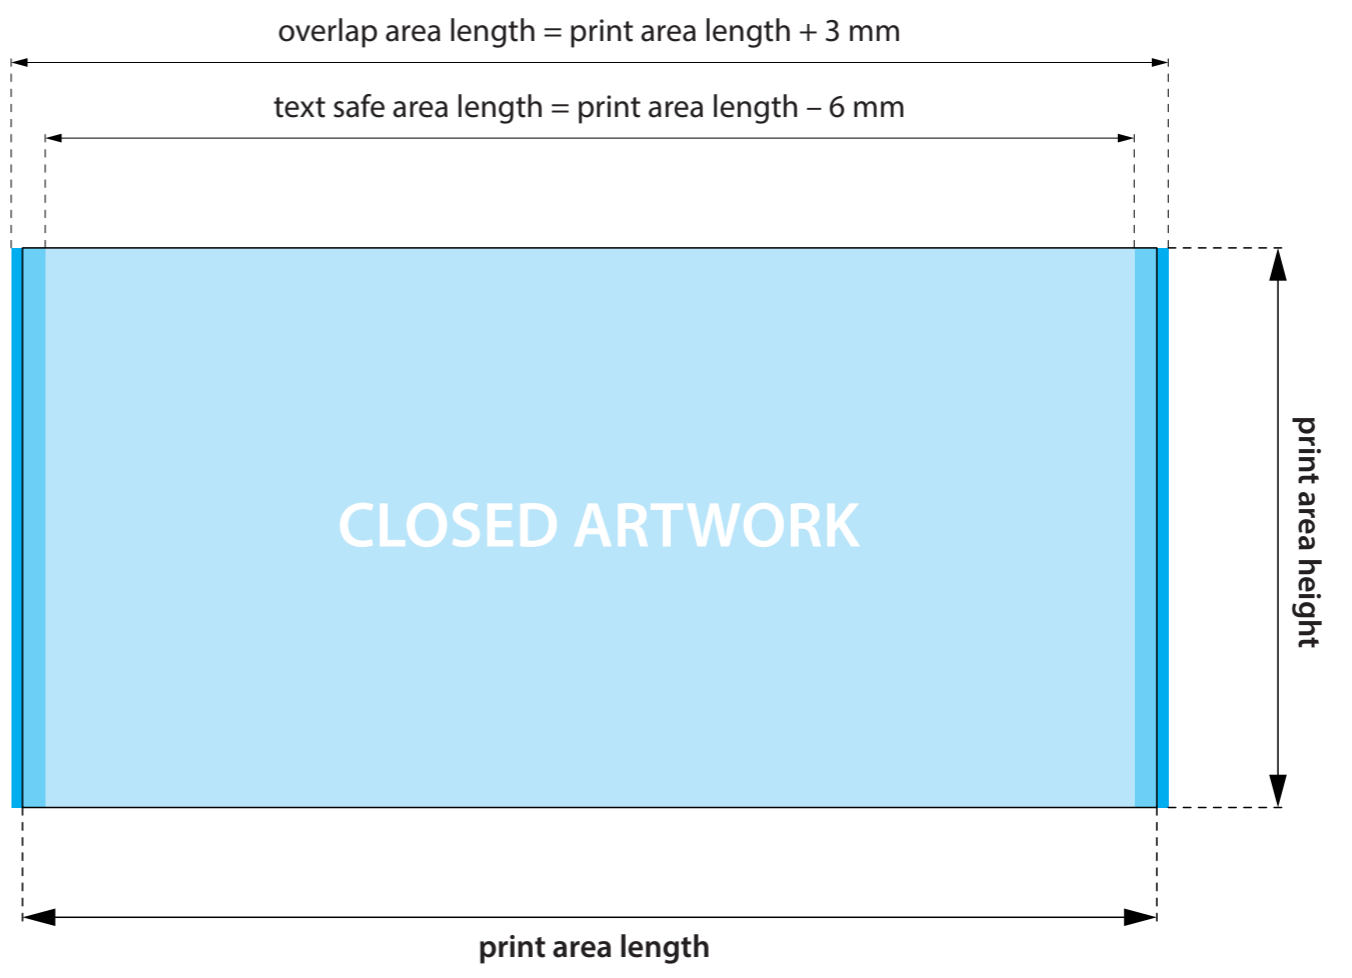 overlap area length = print area length + 3 mm
text safe area length = print area length – 6 mm
CLOSED ARTWORK
print area height
print area length